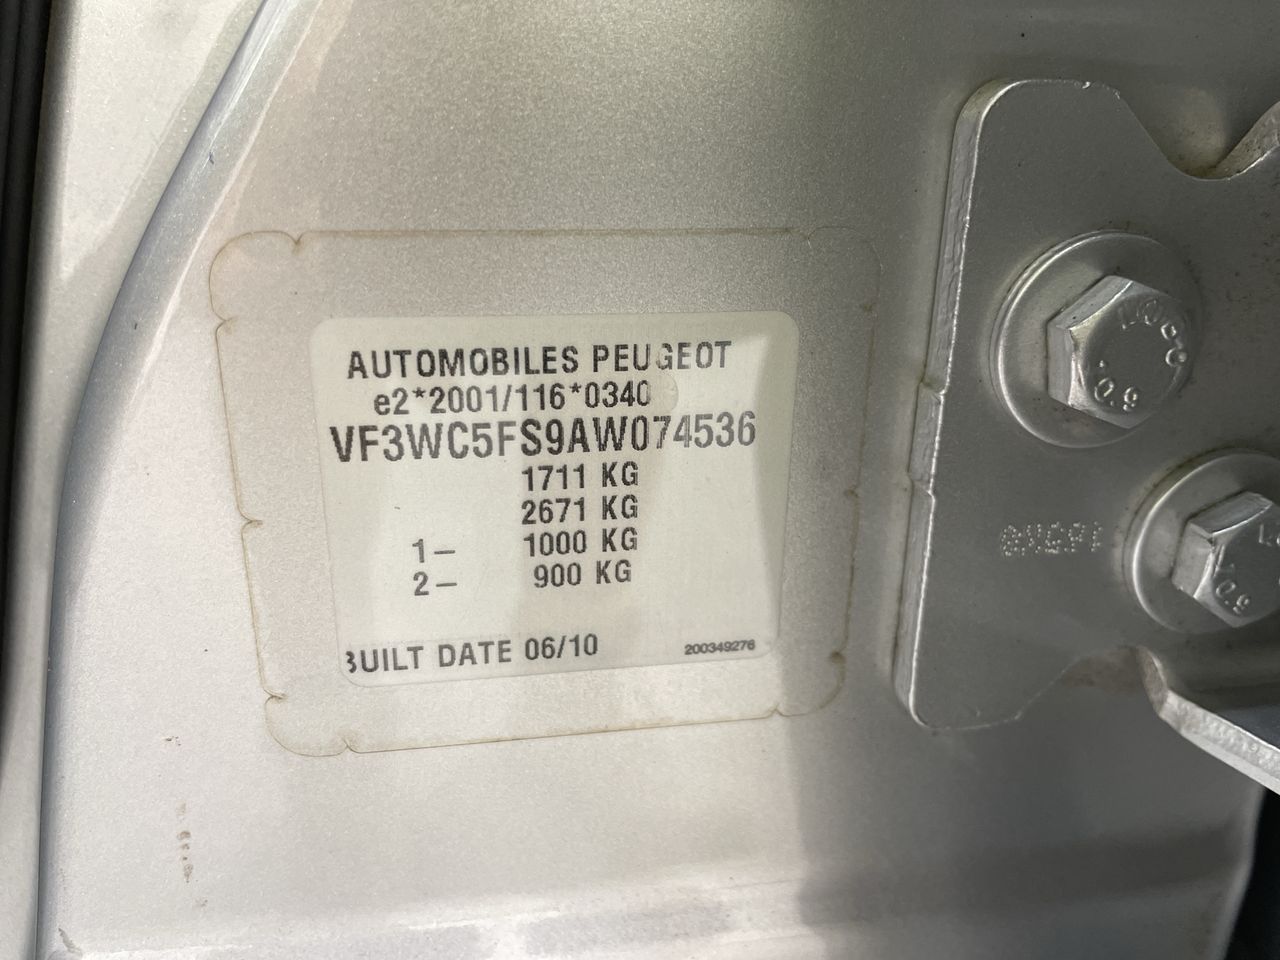 AUTOMOBILES PEUGEOT
e2*2001/116*0340
VF3WC5FS9AW074536
1711 KG
2671 KG
1– 1000 KG
2– 900 KG
BUILT DATE 06/10
200349276